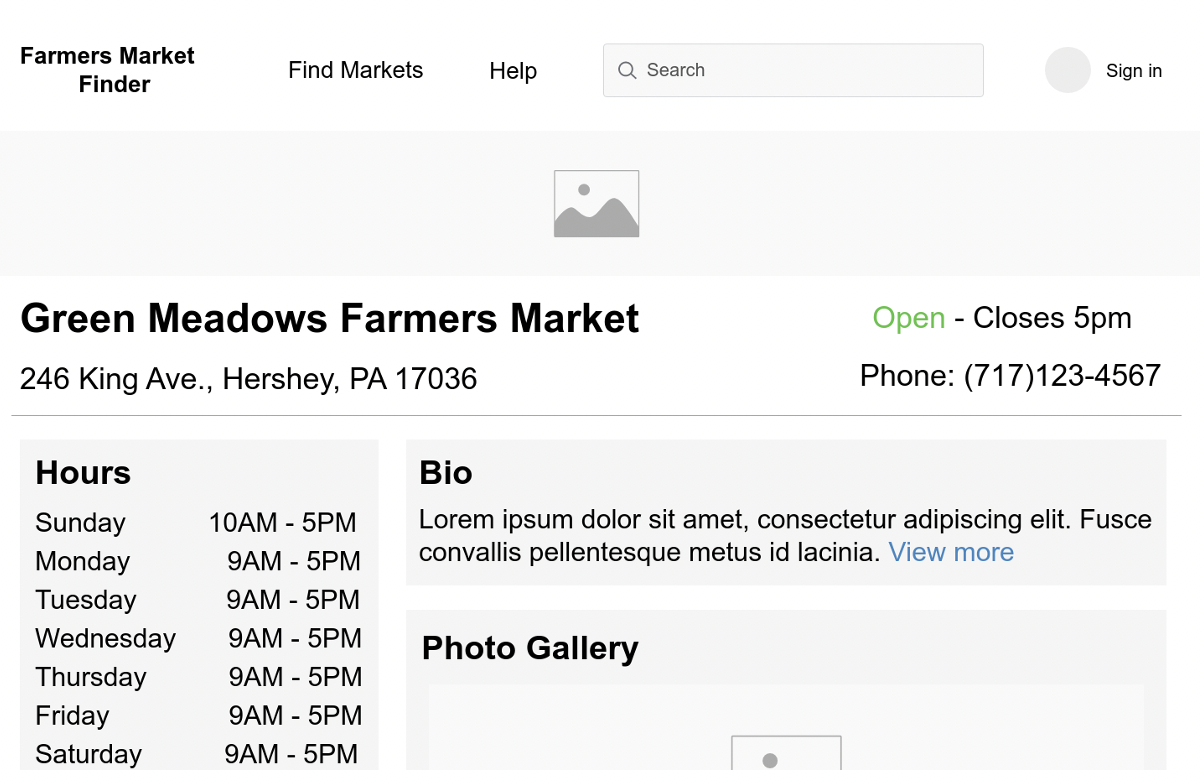 Farmers Market
Finder
Find Markets
Help
Search
Sign in
Green Meadows Farmers Market
Open - Closes 5pm
246 King Ave., Hershey, PA 17036
Phone: (717)123-4567
Hours
Sunday 10AM - 5PM
Monday 9AM - 5PM
Tuesday 9AM - 5PM
Wednesday 9AM - 5PM
Thursday 9AM - 5PM
Friday 9AM - 5PM
Saturday 9AM - 5PM
Bio
Lorem ipsum dolor sit amet, consectetur adipiscing elit. Fusce
convallis pellentesque metus id lacinia. View more
Photo Gallery